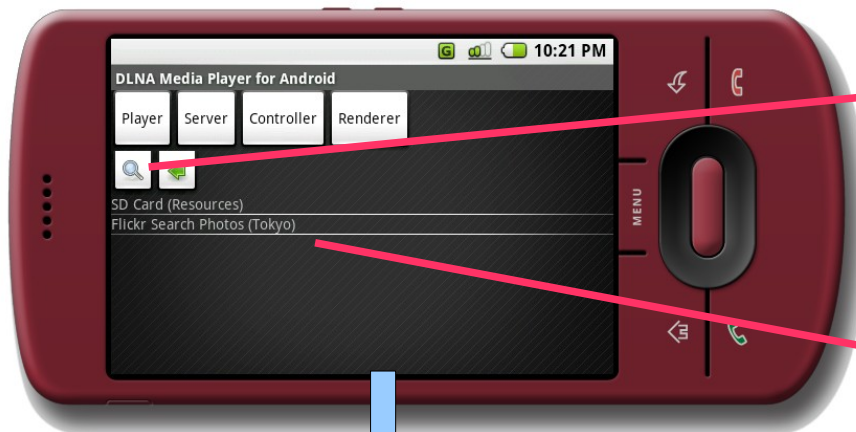 G 10:21 PM
DLNA Media Player for Android
Player Server Controller Renderer
SD Card (Resources)
Flickr Search Photos (Tokyo)
MENU